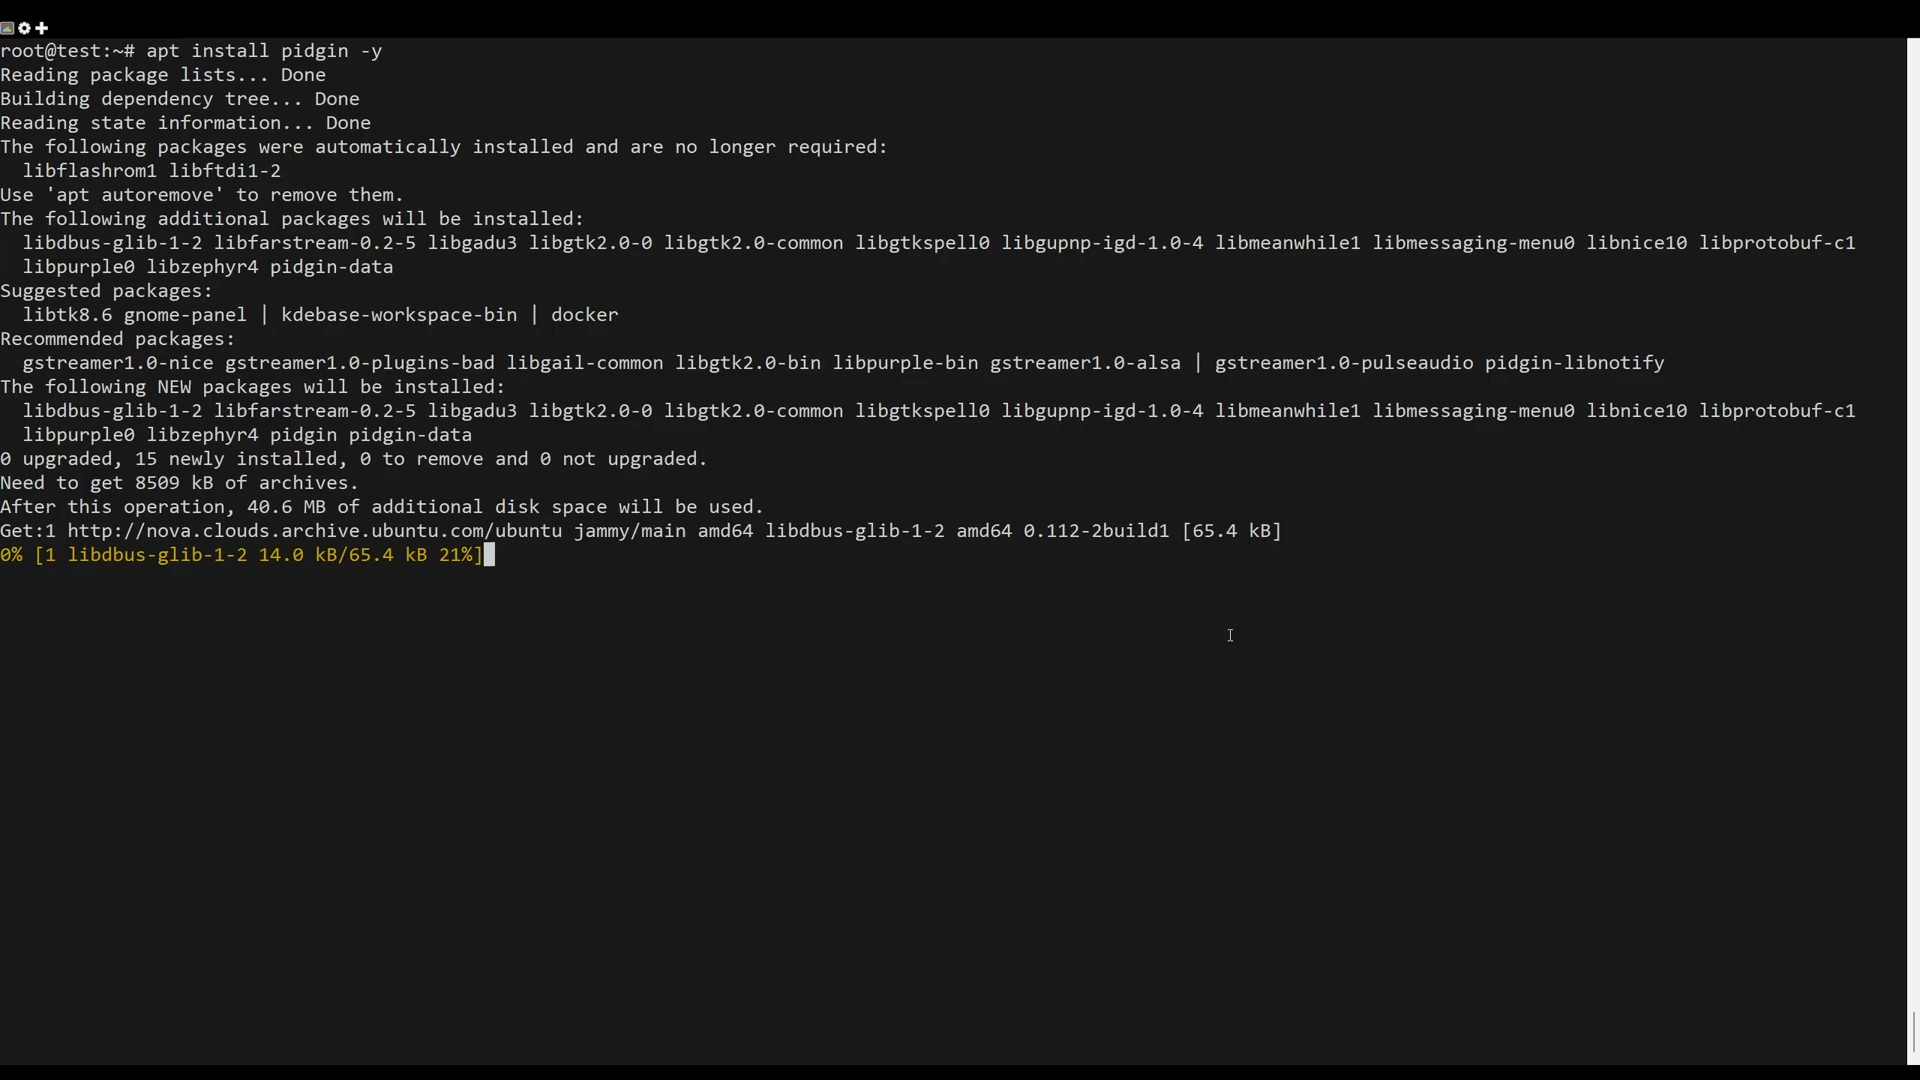 root@test:~# apt install pidgin -y
Reading package lists... Done
Building dependency tree... Done
Reading state information... Done
The following packages were automatically installed and are no longer required:
  libflashrom1 libftdi1-2
Use 'apt autoremove' to remove them.
The following additional packages will be installed:
  libdbus-glib-1-2 libfarstream-0.2-5 libgadu3 libgtk2.0-0 libgtk2.0-common libgtkspell0 libgupnp-igd-1.0-4 libmeanwhile1 libmessaging-menu0 libnice10 libprotobuf-c1
  libpurple0 libzephyr4 pidgin-data
Suggested packages:
  libtk8.6 gnome-panel | kdebase-workspace-bin | docker
Recommended packages:
  gstreamer1.0-nice gstreamer1.0-plugins-bad libgail-common libgtk2.0-bin libpurple-bin gstreamer1.0-alsa | gstreamer1.0-pulseaudio pidgin-libnotify
The following NEW packages will be installed:
  libdbus-glib-1-2 libfarstream-0.2-5 libgadu3 libgtk2.0-0 libgtk2.0-common libgtkspell0 libgupnp-igd-1.0-4 libmeanwhile1 libmessaging-menu0 libnice10 libprotobuf-c1
  libpurple0 libzephyr4 pidgin pidgin-data
0 upgraded, 15 newly installed, 0 to remove and 0 not upgraded.
Need to get 8509 kB of archives.
After this operation, 40.6 MB of additional disk space will be used.
Get:1 http://nova.clouds.archive.ubuntu.com/ubuntu jammy/main amd64 libdbus-glib-1-2 amd64 0.112-2build1 [65.4 kB]
0% [1 libdbus-glib-1-2 14.0 kB/65.4 kB 21%]